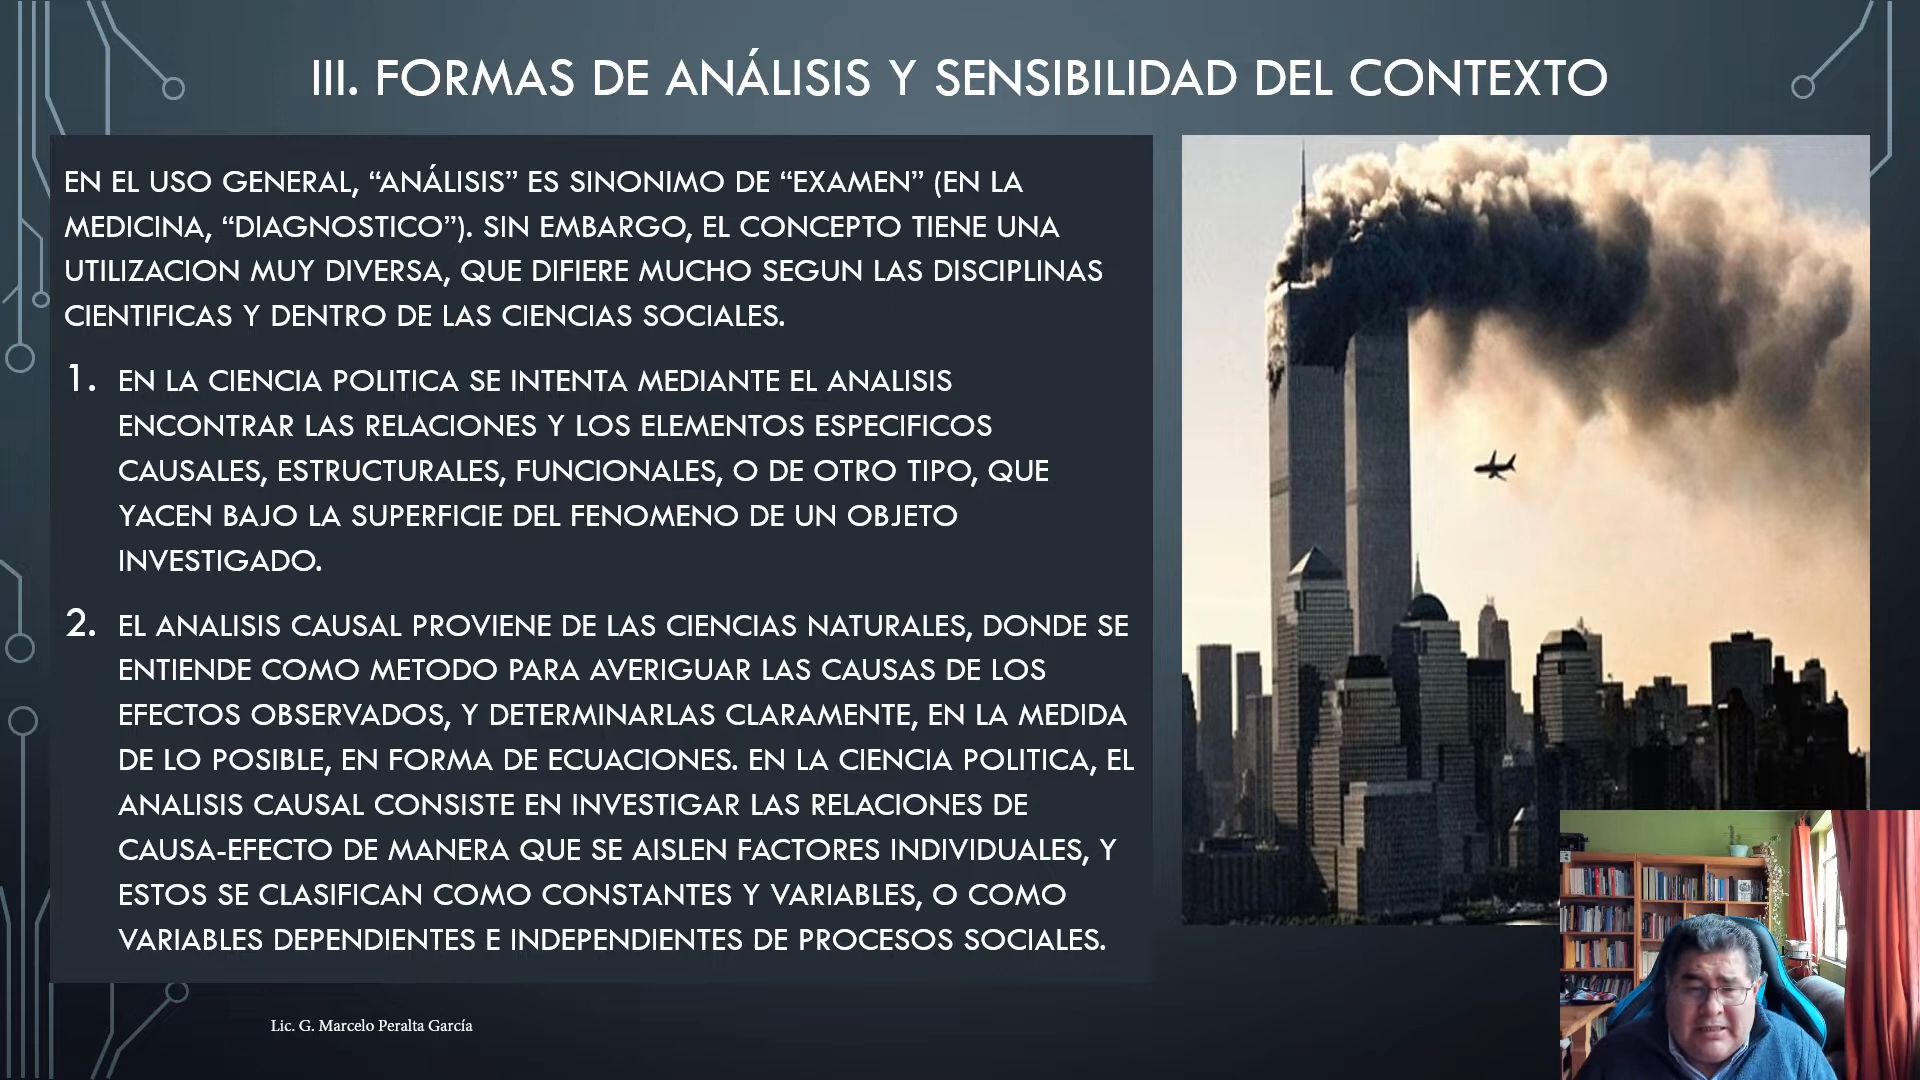 III. FORMAS DE ANÁLISIS Y SENSIBILIDAD DEL CONTEXTO
EN EL USO GENERAL, “ANÁLISIS” ES SINONIMO DE “EXAMEN” (EN LA
MEDICINA, “DIAGNOSTICO”). SIN EMBARGO, EL CONCEPTO TIENE UNA
UTILIZACION MUY DIVERSA, QUE DIFIERE MUCHO SEGUN LAS DISCIPLINAS
CIENTIFICAS Y DENTRO DE LAS CIENCIAS SOCIALES.
1. EN LA CIENCIA POLITICA SE INTENTA MEDIANTE EL ANALISIS
ENCONTRAR LAS RELACIONES Y LOS ELEMENTOS ESPECIFICOS
CAUSALES, ESTRUCTURALES, FUNCIONALES, O DE OTRO TIPO, QUE
YACEN BAJO LA SUPERFICIE DEL FENOMENO DE UN OBJETO
INVESTIGADO.
2. EL ANALISIS CAUSAL PROVIENE DE LAS CIENCIAS NATURALES, DONDE SE
ENTIENDE COMO METODO PARA AVERIGUAR LAS CAUSAS DE LOS
EFECTOS OBSERVADOS, Y DETERMINARLAS CLARAMENTE, EN LA MEDIDA
DE LO POSIBLE, EN FORMA DE ECUACIONES. EN LA CIENCIA POLITICA, EL
ANALISIS CAUSAL CONSISTE EN INVESTIGAR LAS RELACIONES DE
CAUSA-EFECTO DE MANERA QUE SE AISLEN FACTORES INDIVIDUALES, Y
ESTOS SE CLASIFICAN COMO CONSTANTES Y VARIABLES, O COMO
VARIABLES DEPENDIENTES E INDEPENDIENTES DE PROCESOS SOCIALES.
Lic. G. Marcelo Peralta García